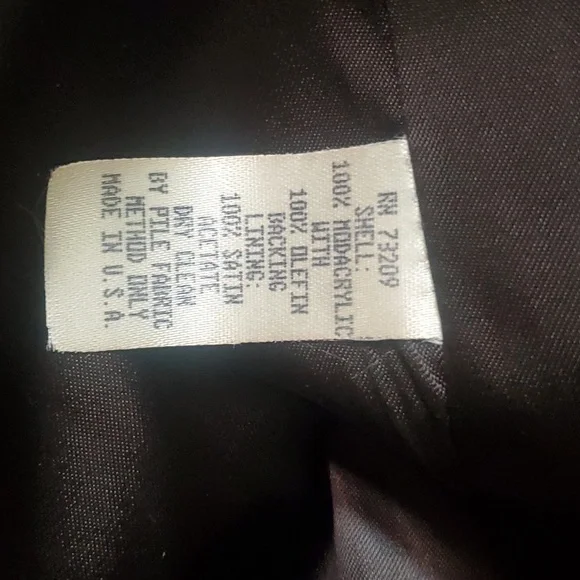 RN 73209
SHELL:
100% MODACRYLIC
WITH
100% OLEFIN
BACKING
LINING:
100% SATIN
ACETATE
DRY CLEAN
BY PILE FABRIC
METHOD ONLY
MADE IN U.S.A.